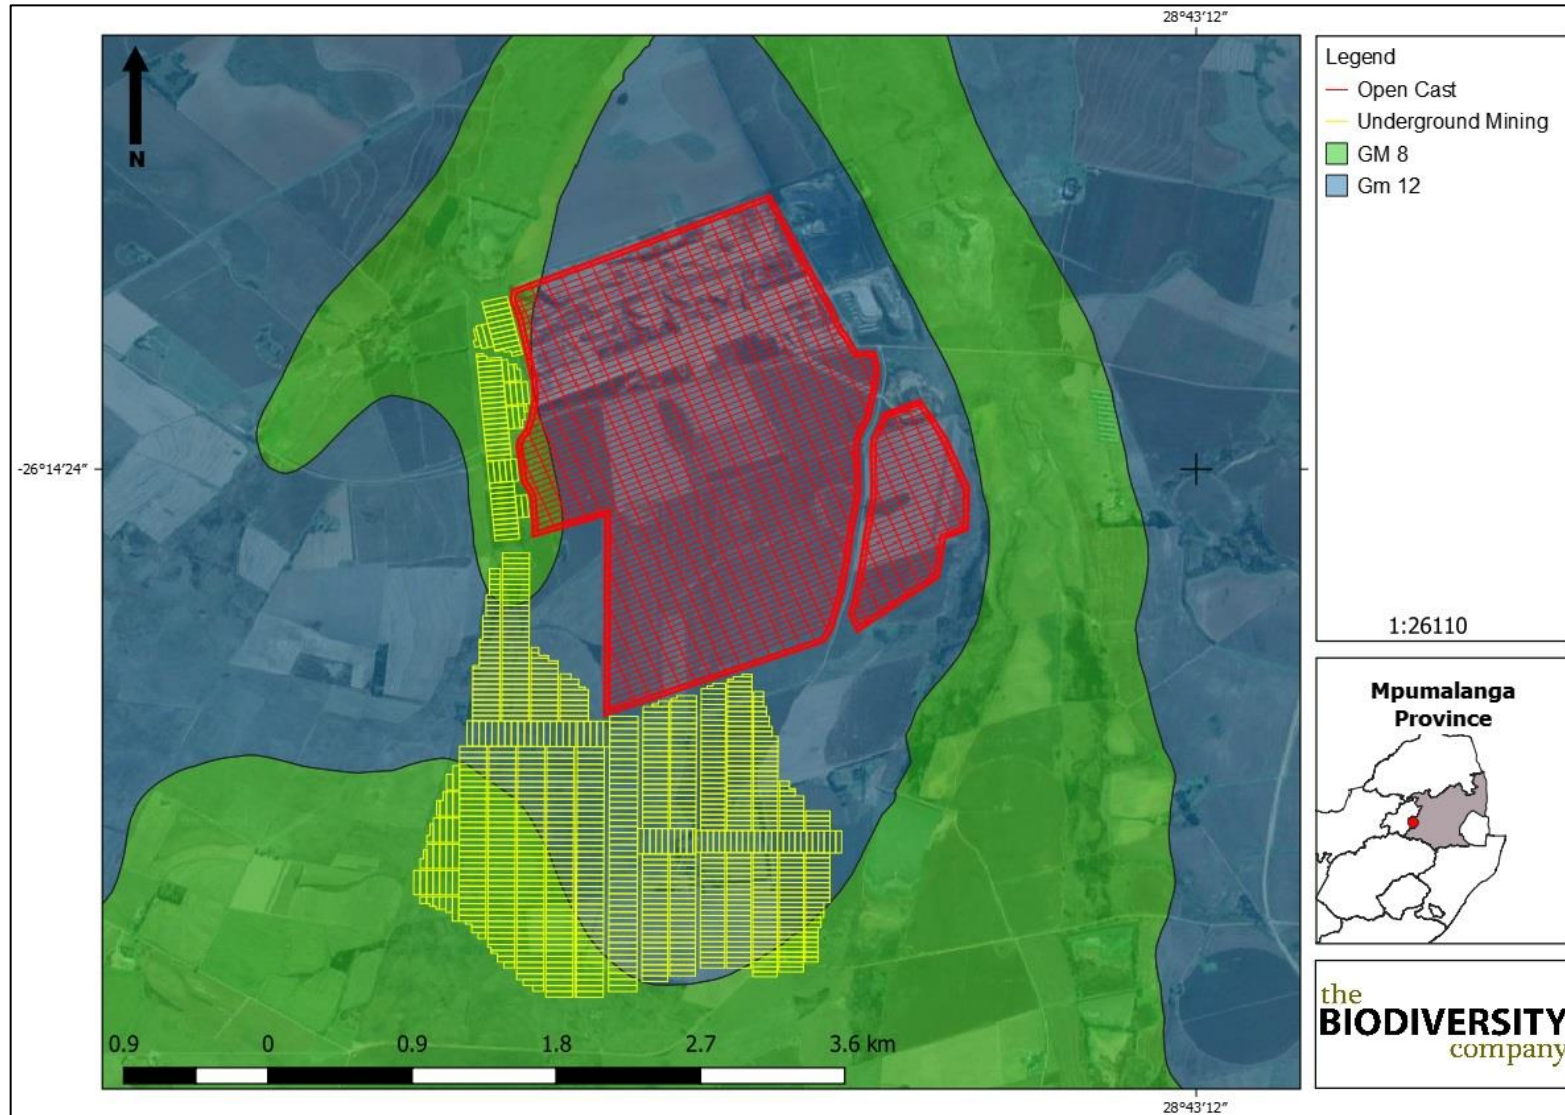 28°43'12"
N
-26°14'24"
0.9 0 0.9 1.8 2.7 3.6 km
28°43'12"
Legend
Open Cast
Underground Mining
GM 8
Gm 12
1:26110
Mpumalanga
Province
the
BIODIVERSITY
company